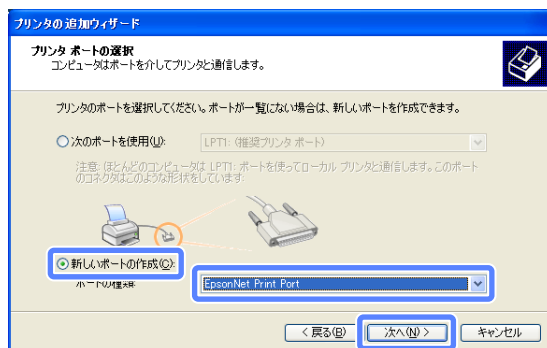 プリンタの追加ウィザード
プリンタ ポートの選択
コンピュータはポートを介してプリンタと通信します。
プリンタのポートを選択してください。ポートが一覧にない場合は、新しいポートを作成できます。
次のポートを使用(U): LPT1: (推奨プリンタ ポート)
注意: ほとんどのコンピュータは LPT1: ポートを使ってローカル プリンタと通信します。このポートのコネクタはこのような形状をしています:
新しいポートの作成(C):
ポートの種類: EpsonNet Print Port
< 戻る(B) 次へ(N) > キャンセル